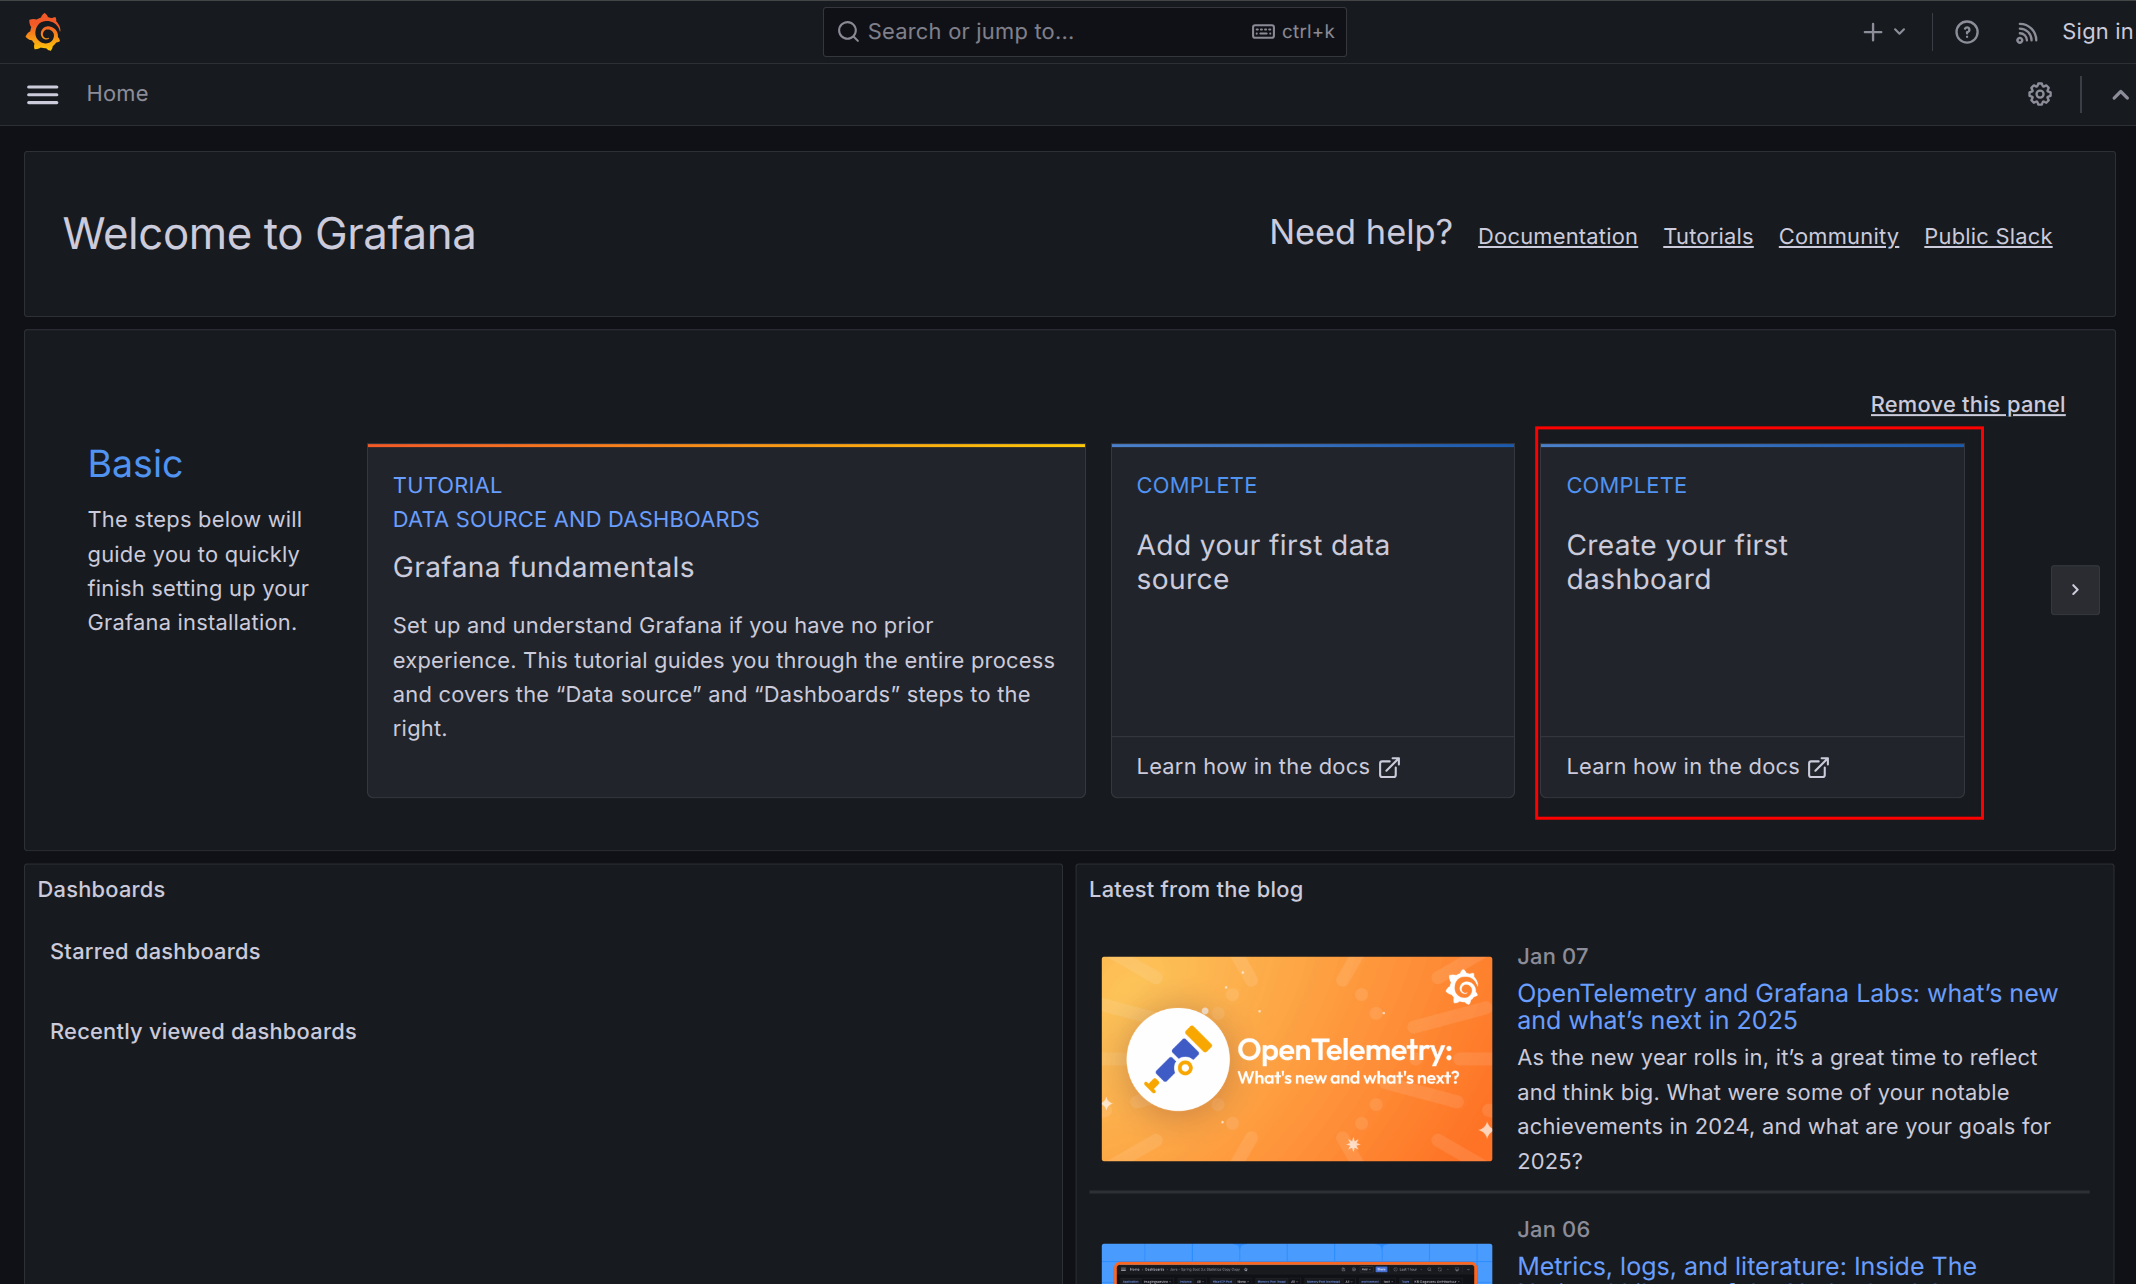 Search or jump to...
ctrl+k
Sign in
Home
Welcome to Grafana
Need help?
Documentation
Tutorials
Community
Public Slack
Remove this panel
Basic
The steps below will
guide you to quickly
finish setting up your
Grafana installation.
TUTORIAL
DATA SOURCE AND DASHBOARDS
Grafana fundamentals
Set up and understand Grafana if you have no prior
experience. This tutorial guides you through the entire process
and covers the “Data source” and “Dashboards” steps to the
right.
COMPLETE
Add your first data
source
Learn how in the docs
COMPLETE
Create your first
dashboard
Learn how in the docs
Dashboards
Starred dashboards
Recently viewed dashboards
Latest from the blog
OpenTelemetry:
What's new and what's next?
Jan 07
OpenTelemetry and Grafana Labs: what’s new
and what’s next in 2025
As the new year rolls in, it’s a great time to reflect
and think big. What were some of your notable
achievements in 2024, and what are your goals for
2025?
Jan 06
Metrics, logs, and literature: Inside The